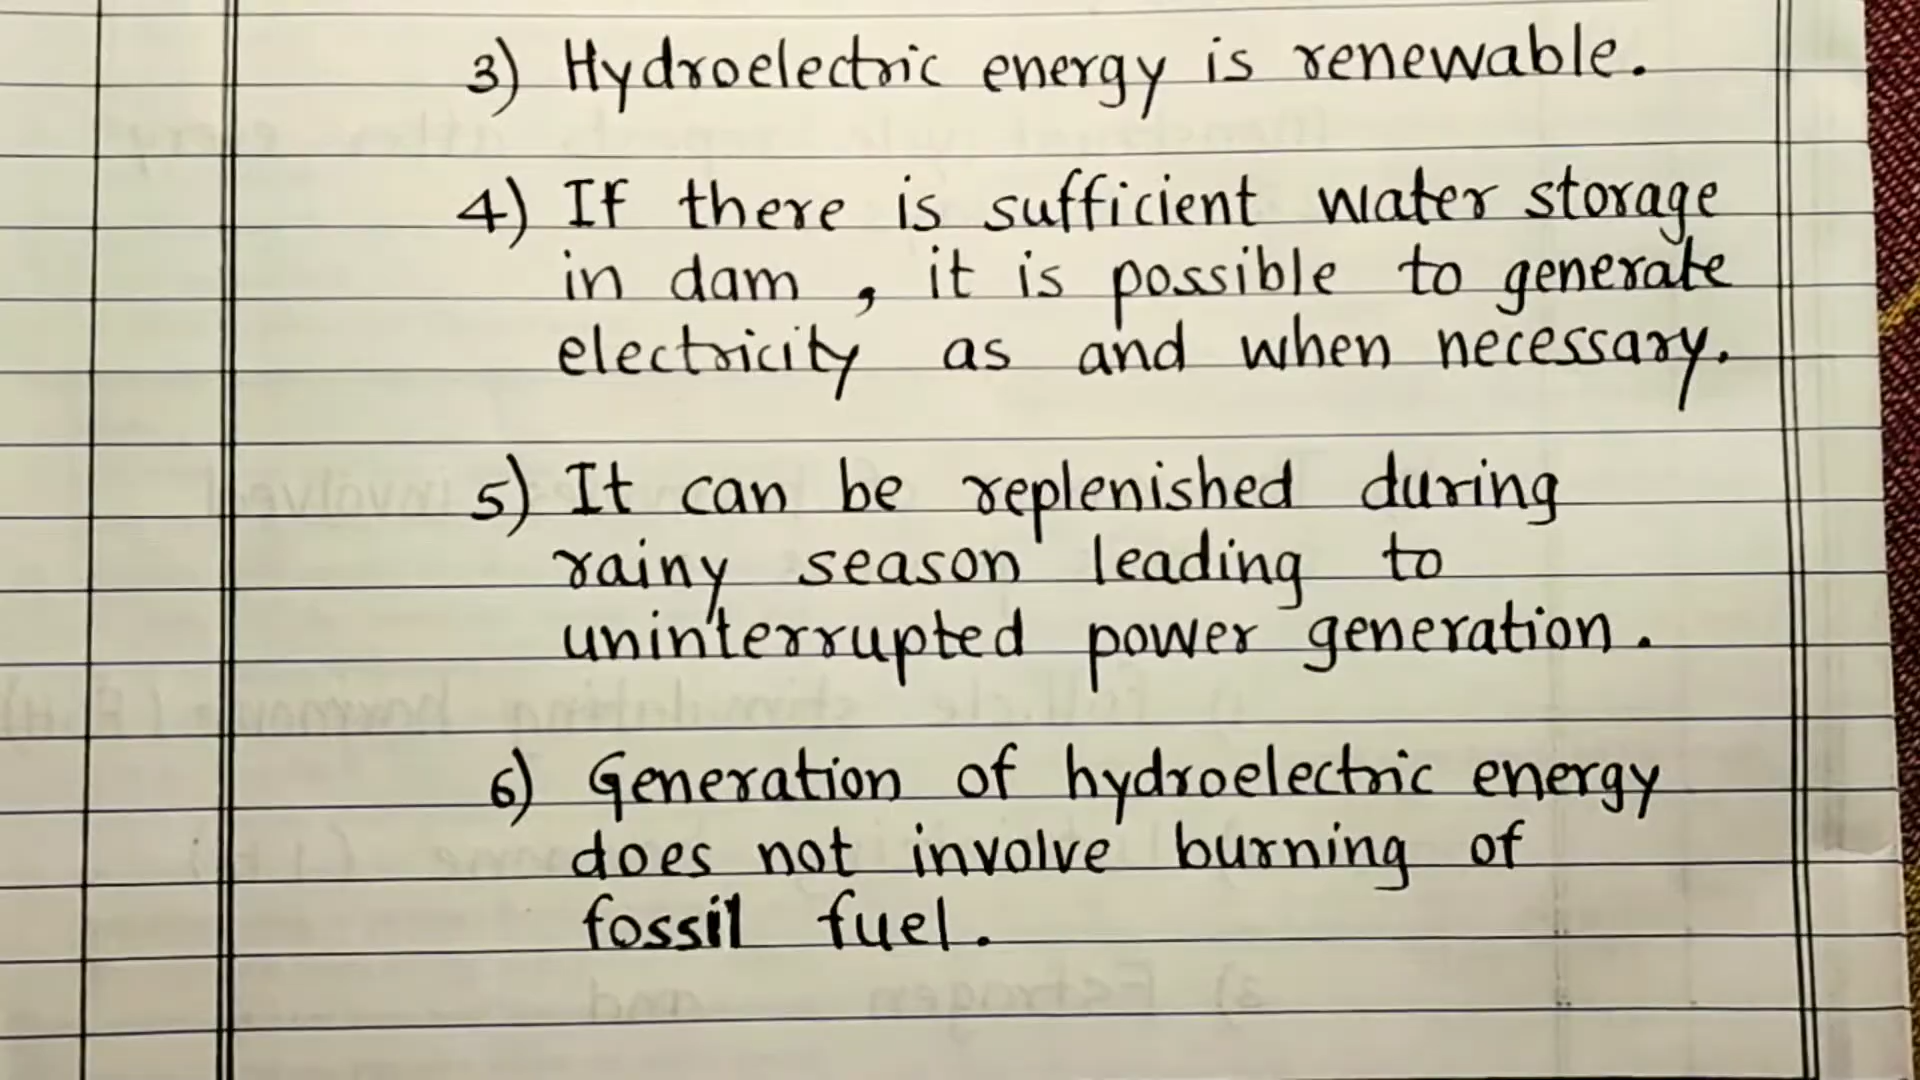 3) Hydroelectric energy is renewable.
4) If there is sufficient water storage
in dam , it is possible to generate
electricity as and when necessary.
5) It can be replenished during
rainy season leading to
uninterrupted power generation.
6) Generation of hydroelectric energy
does not involve burning of
fossil fuel.